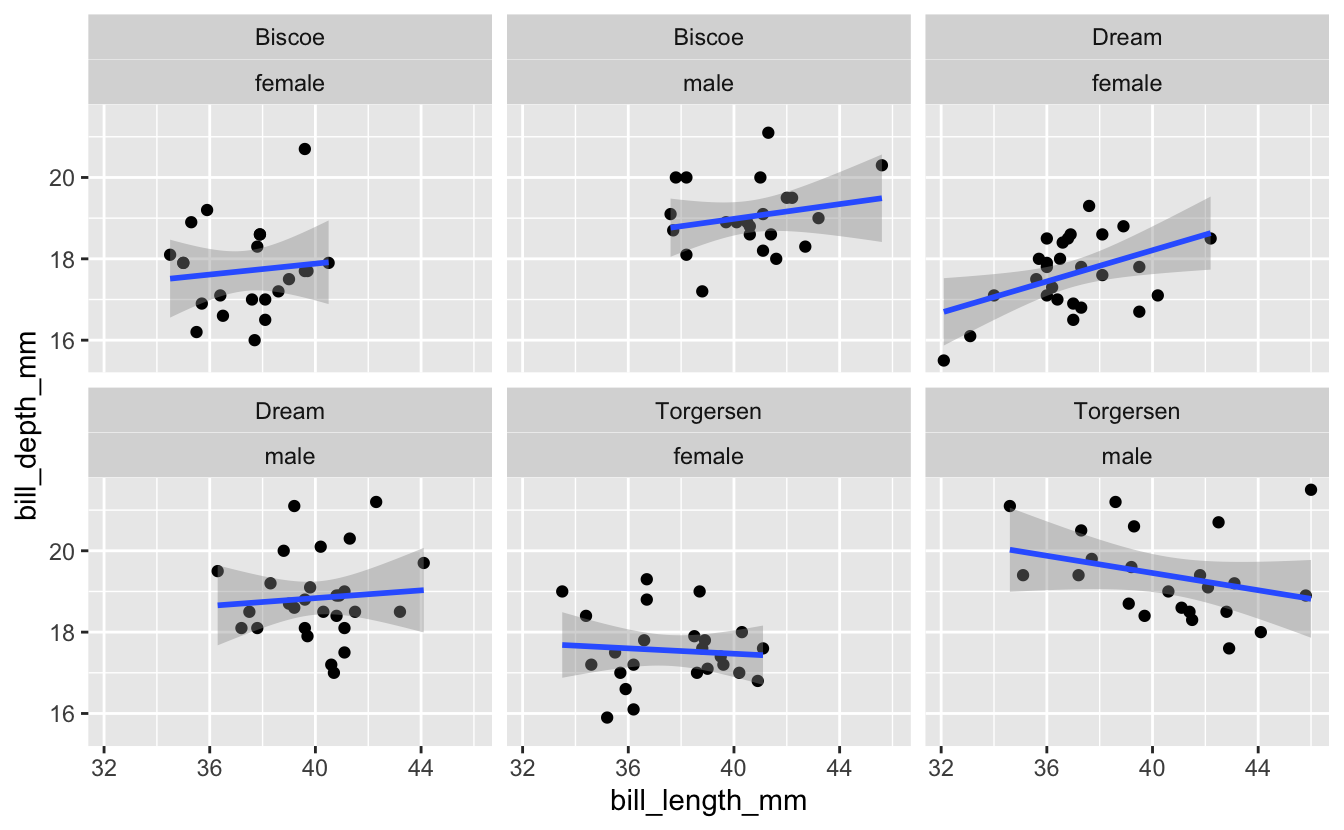 Biscoe
female
Biscoe
male
Dream
female
20
18
16
bill_depth_mm
Dream
male
Torgersen
female
Torgersen
male
20
18
16
32 36 40 44
32 36 40 44
32 36 40 44
bill_length_mm